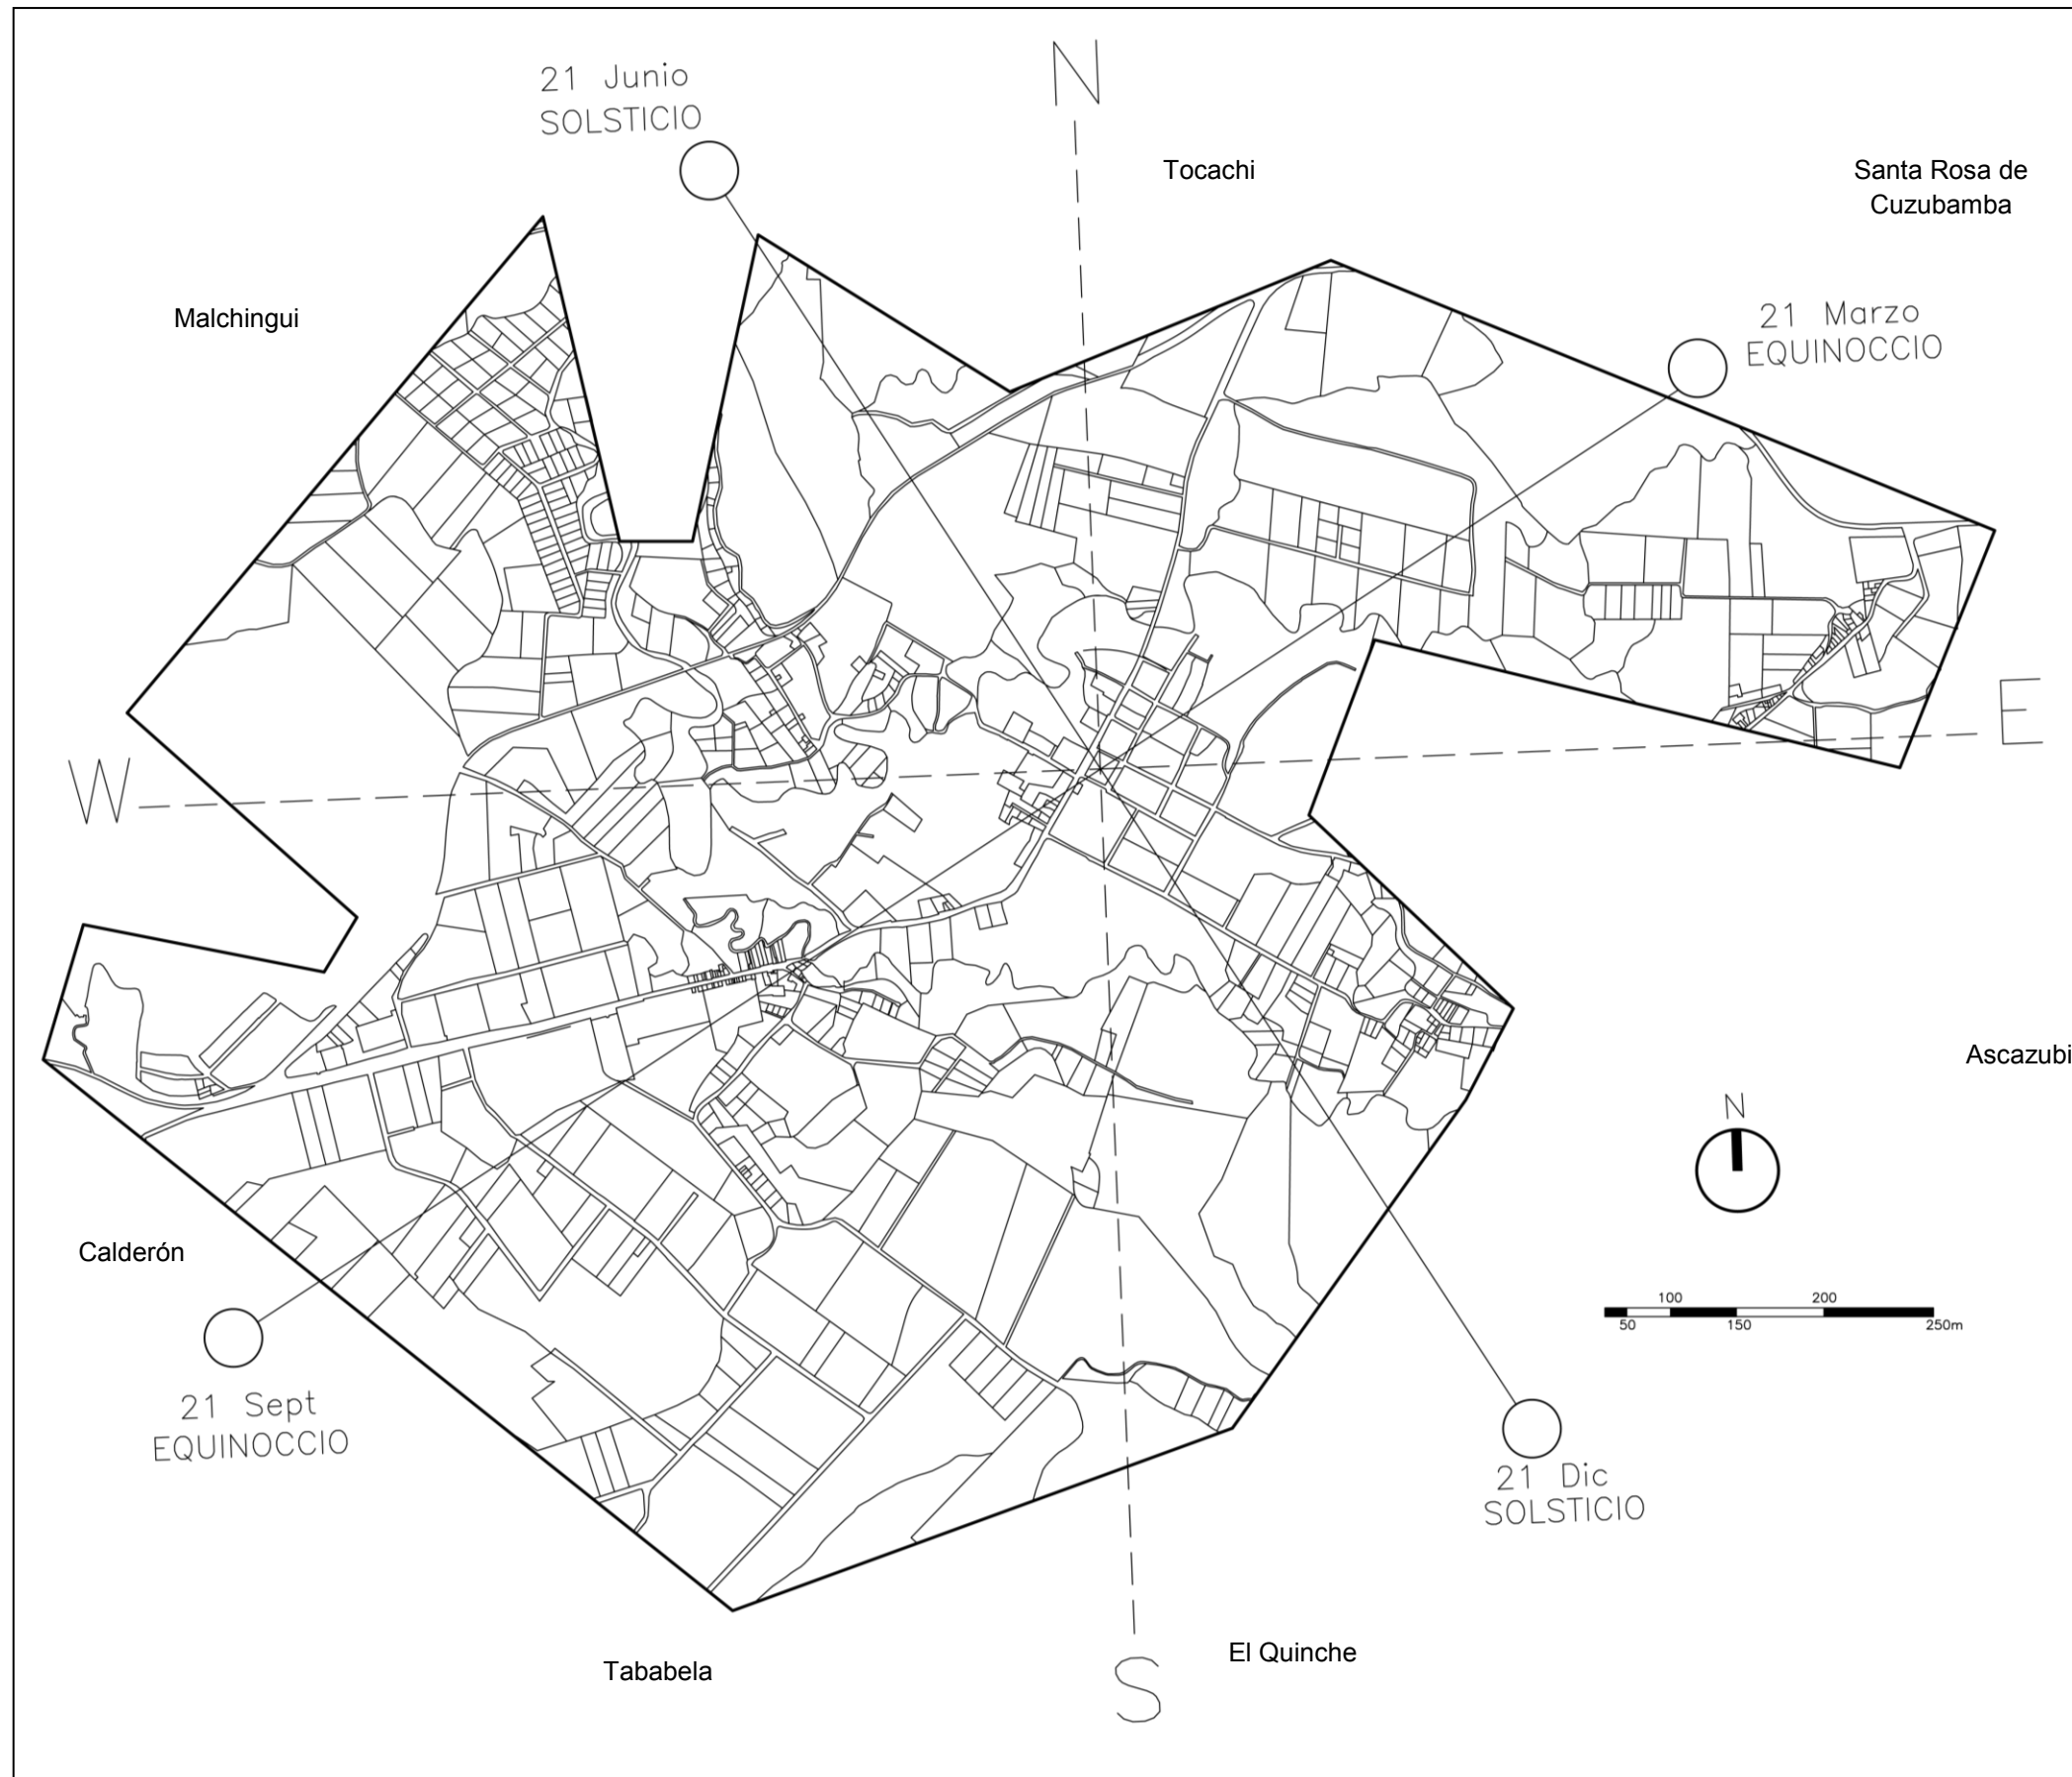 21 Junio
SOLSTICIO
N
Tocachi
Santa Rosa de
Cuzubamba
Malchingui
21 Marzo
EQUINOCCIO
W
E
Ascazubi
N
Calderón
100
200
50
150
250m
21 Sept
EQUINOCCIO
21 Dic
SOLSTICIO
Tababela
El Quinche
S